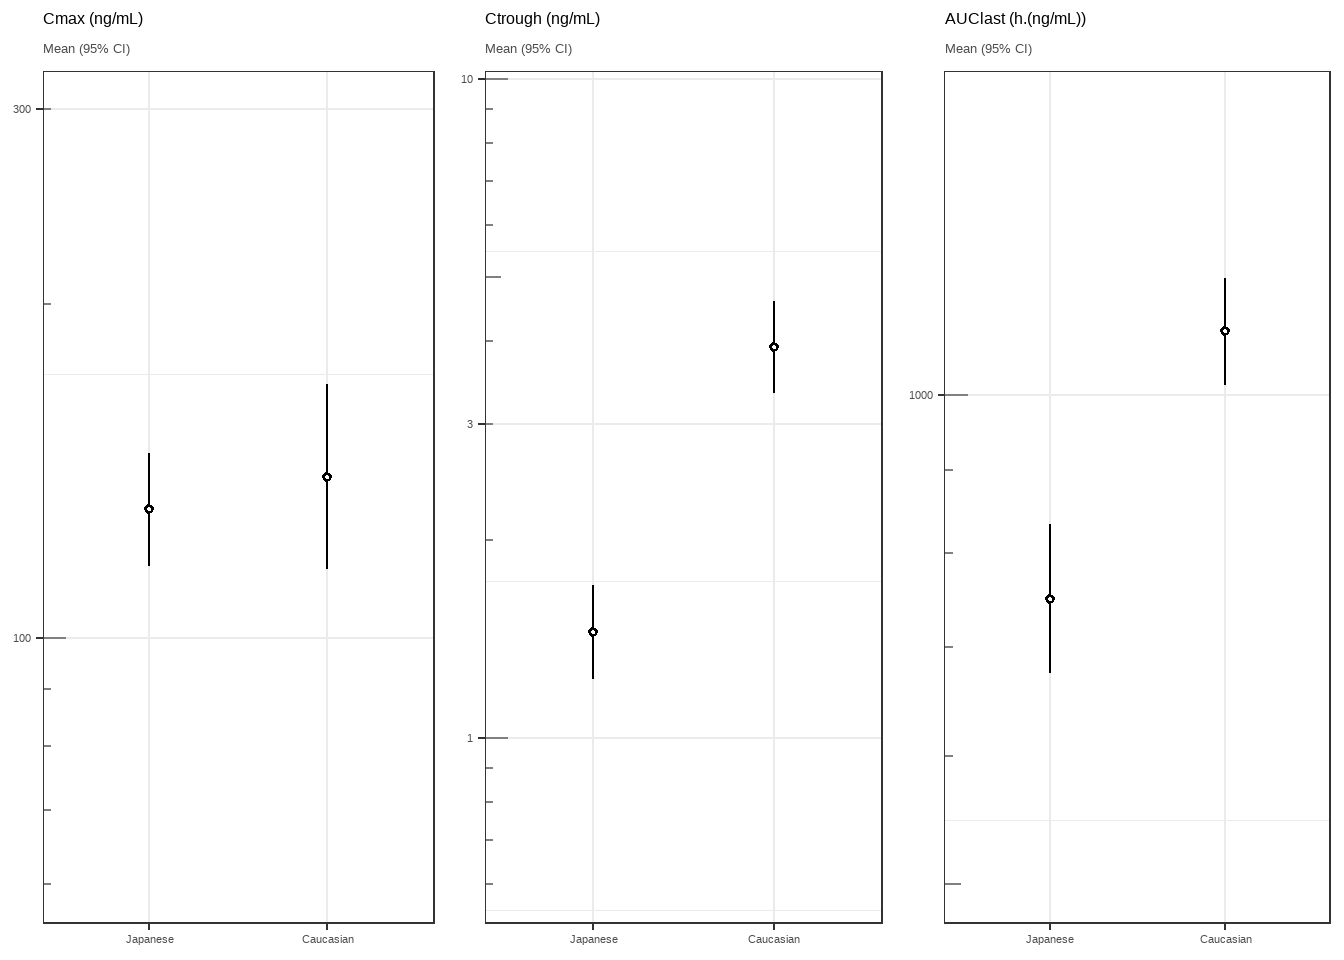 Cmax (ng/mL)
Mean (95% CI)
300
100
Japanese
Caucasian
Ctrough (ng/mL)
Mean (95% CI)
10
3
1
Japanese
Caucasian
AUClast (h.(ng/mL))
Mean (95% CI)
1000
Japanese
Caucasian